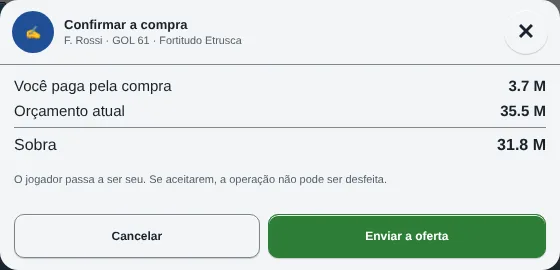 Confirmar a compra
F. Rossi · GOL 61 · Fortitudo Etrusca
Você paga pela compra 3.7 M
Orçamento atual 35.5 M
Sobra 31.8 M
O jogador passa a ser seu. Se aceitarem, a operação não pode ser desfeita.
Cancelar Enviar a oferta